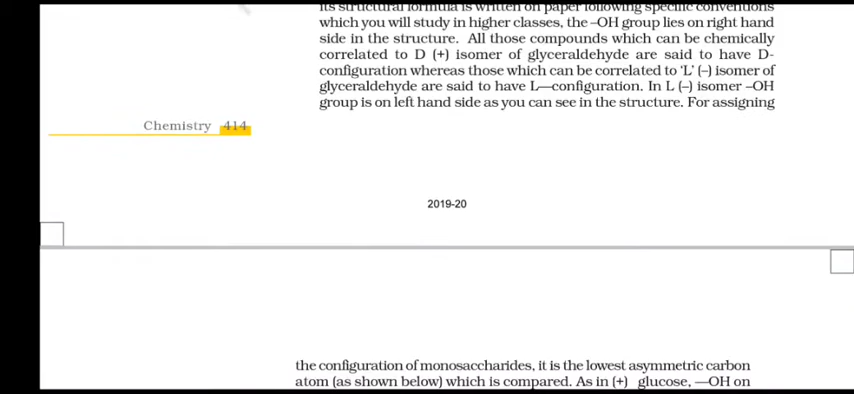 its structural formula is written on paper following specific conventions
which you will study in higher classes, the –OH group lies on right hand
side in the structure. All those compounds which can be chemically
correlated to D (+) isomer of glyceraldehyde are said to have D-
configuration whereas those which can be correlated to 'L' (–) isomer of
glyceraldehyde are said to have L—configuration. In L (–) isomer –OH
group is on left hand side as you can see in the structure. For assigning
Chemistry 414
2019-20
the configuration of monosaccharides, it is the lowest asymmetric carbon
atom (as shown below) which is compared. As in (+) glucose, —OH on